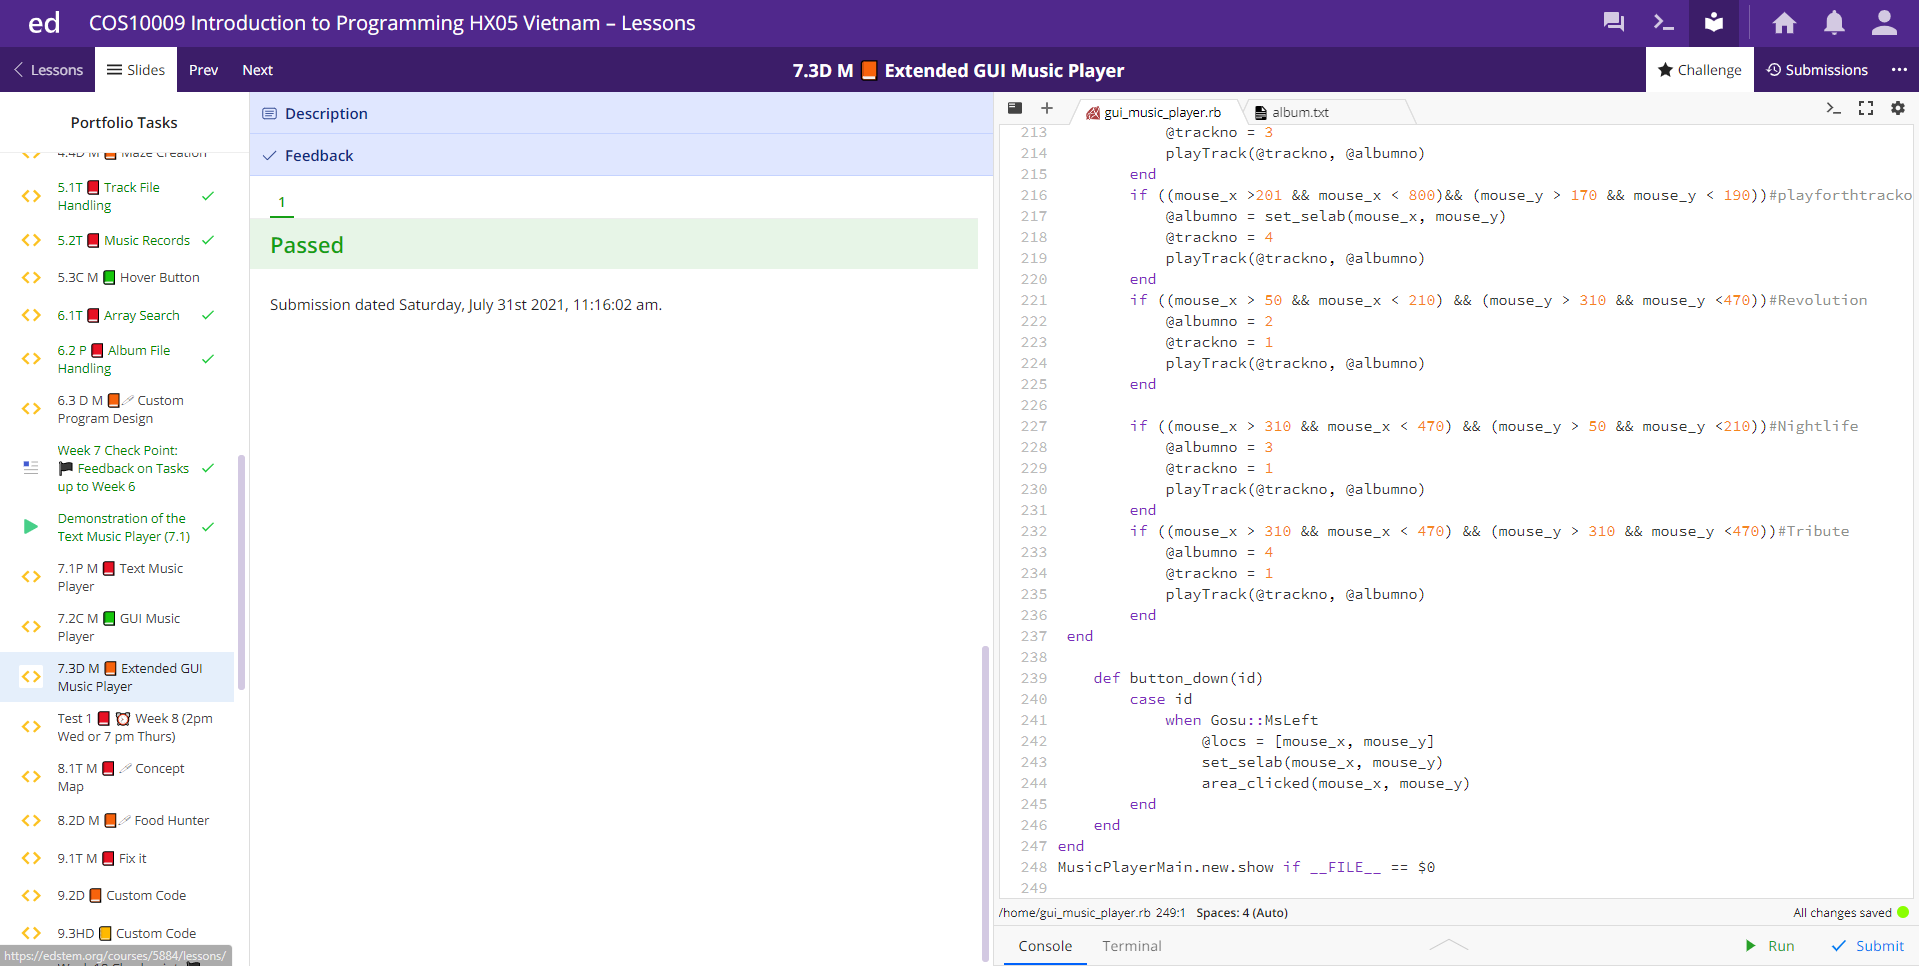 ed COS10009 Introduction to Programming HX05 Vietnam – Lessons
Lessons Slides Prev Next 7.3D M Extended GUI Music Player Challenge Submissions
Portfolio Tasks
4.4D M Maze Creation
5.1T Track File
Handling
5.2T Music Records
5.3C M Hover Button
6.1T Array Search
6.2 P Album File
Handling
6.3 D M Custom
Program Design
Week 7 Check Point:
Feedback on Tasks
up to Week 6
Demonstration of the
Text Music Player (7.1)
7.1P M Text Music
Player
7.2C M GUI Music
Player
7.3D M Extended GUI
Music Player
Test 1 Week 8 (2pm
Wed or 7 pm Thurs)
8.1T M Concept
Map
8.2D M Food Hunter
9.1T M Fix it
9.2D Custom Code
9.3HD Custom Code
https://edstem.org/courses/5884/lessons/
Description
Feedback
1
Passed
Submission dated Saturday, July 31st 2021, 11:16:02 am.
gui_music_player.rb album.txt
213 @trackno = 3
214 playTrack(@trackno, @albumno)
215 end
216 if ((mouse_x >201 && mouse_x < 800)&& (mouse_y > 170 && mouse_y < 190))#playforthtracko
217 @albumno = set_selab(mouse_x, mouse_y)
218 @trackno = 4
219 playTrack(@trackno, @albumno)
220 end
221 if ((mouse_x > 50 && mouse_x < 210) && (mouse_y > 310 && mouse_y <470))#Revolution
222 @albumno = 2
223 @trackno = 1
224 playTrack(@trackno, @albumno)
225 end
226
227 if ((mouse_x > 310 && mouse_x < 470) && (mouse_y > 50 && mouse_y <210))#Nightlife
228 @albumno = 3
229 @trackno = 1
230 playTrack(@trackno, @albumno)
231 end
232 if ((mouse_x > 310 && mouse_x < 470) && (mouse_y > 310 && mouse_y <470))#Tribute
233 @albumno = 4
234 @trackno = 1
235 playTrack(@trackno, @albumno)
236 end
237 end
238
239 def button_down(id)
240 case id
241 when Gosu::MsLeft
242 @locs = [mouse_x, mouse_y]
243 set_selab(mouse_x, mouse_y)
244 area_clicked(mouse_x, mouse_y)
245 end
246 end
247 end
248 MusicPlayerMain.new.show if __FILE__ == $0
249
/home/gui_music_player.rb 249:1 Spaces: 4 (Auto) All changes saved
Console Terminal Run Submit